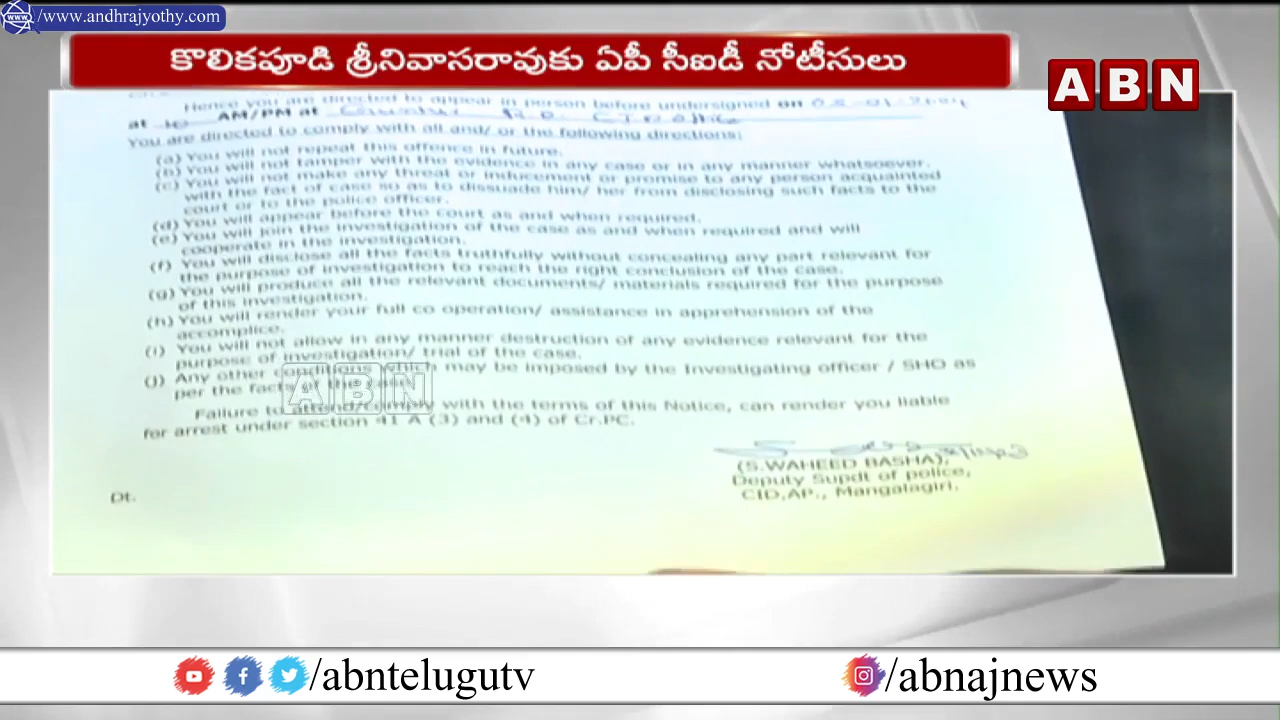 www./www.andhrajyothy.com
కొలికపూడి శ్రీనివాసరావుకు ఏపీ సీఐడీ నోటీసులు
ABN
Hence you are directed to appear in person before undersigned on
at 10 AM/PM at Guntur R.O. CID Office
You are directed to comply with all and/ or the following directions:
(a) You will not repeat this offence in future.
(b) You will not tamper with the evidence in any case or in any manner whatsoever.
(c) You will not make any threat or inducement or promise to any person acquainted
with the fact of case so as to dissuade him/ her from disclosing such facts to the
court or to the police officer.
(d) You will appear before the court as and when required.
(e) You will join the investigation of the case as and when required and will
cooperate in the investigation.
(f) You will disclose all the facts truthfully without concealing any part relevant for
the purpose of investigation to reach the right conclusion of the case.
(g) You will produce all the relevant documents/ materials required for the purpose
of this investigation.
(h) You will render your full co operation/ assistance in apprehension of the
accomplice.
(i) You will not allow in any manner destruction of any evidence relevant for the
purpose of investigation/ trial of the case.
(j) Any other conditions which may be imposed by the Investigating officer / SHO as
per the facts of the
ABN
Failure to attend/comply with the terms of this Notice, can render you liable
for arrest under section 41 A (3) and (4) of Cr.PC.
(S.WAHEED BASHA),
Deputy Supdt of police,
CID,AP., Mangalagiri.
Dt.
/abntelugutv
/abnajnews